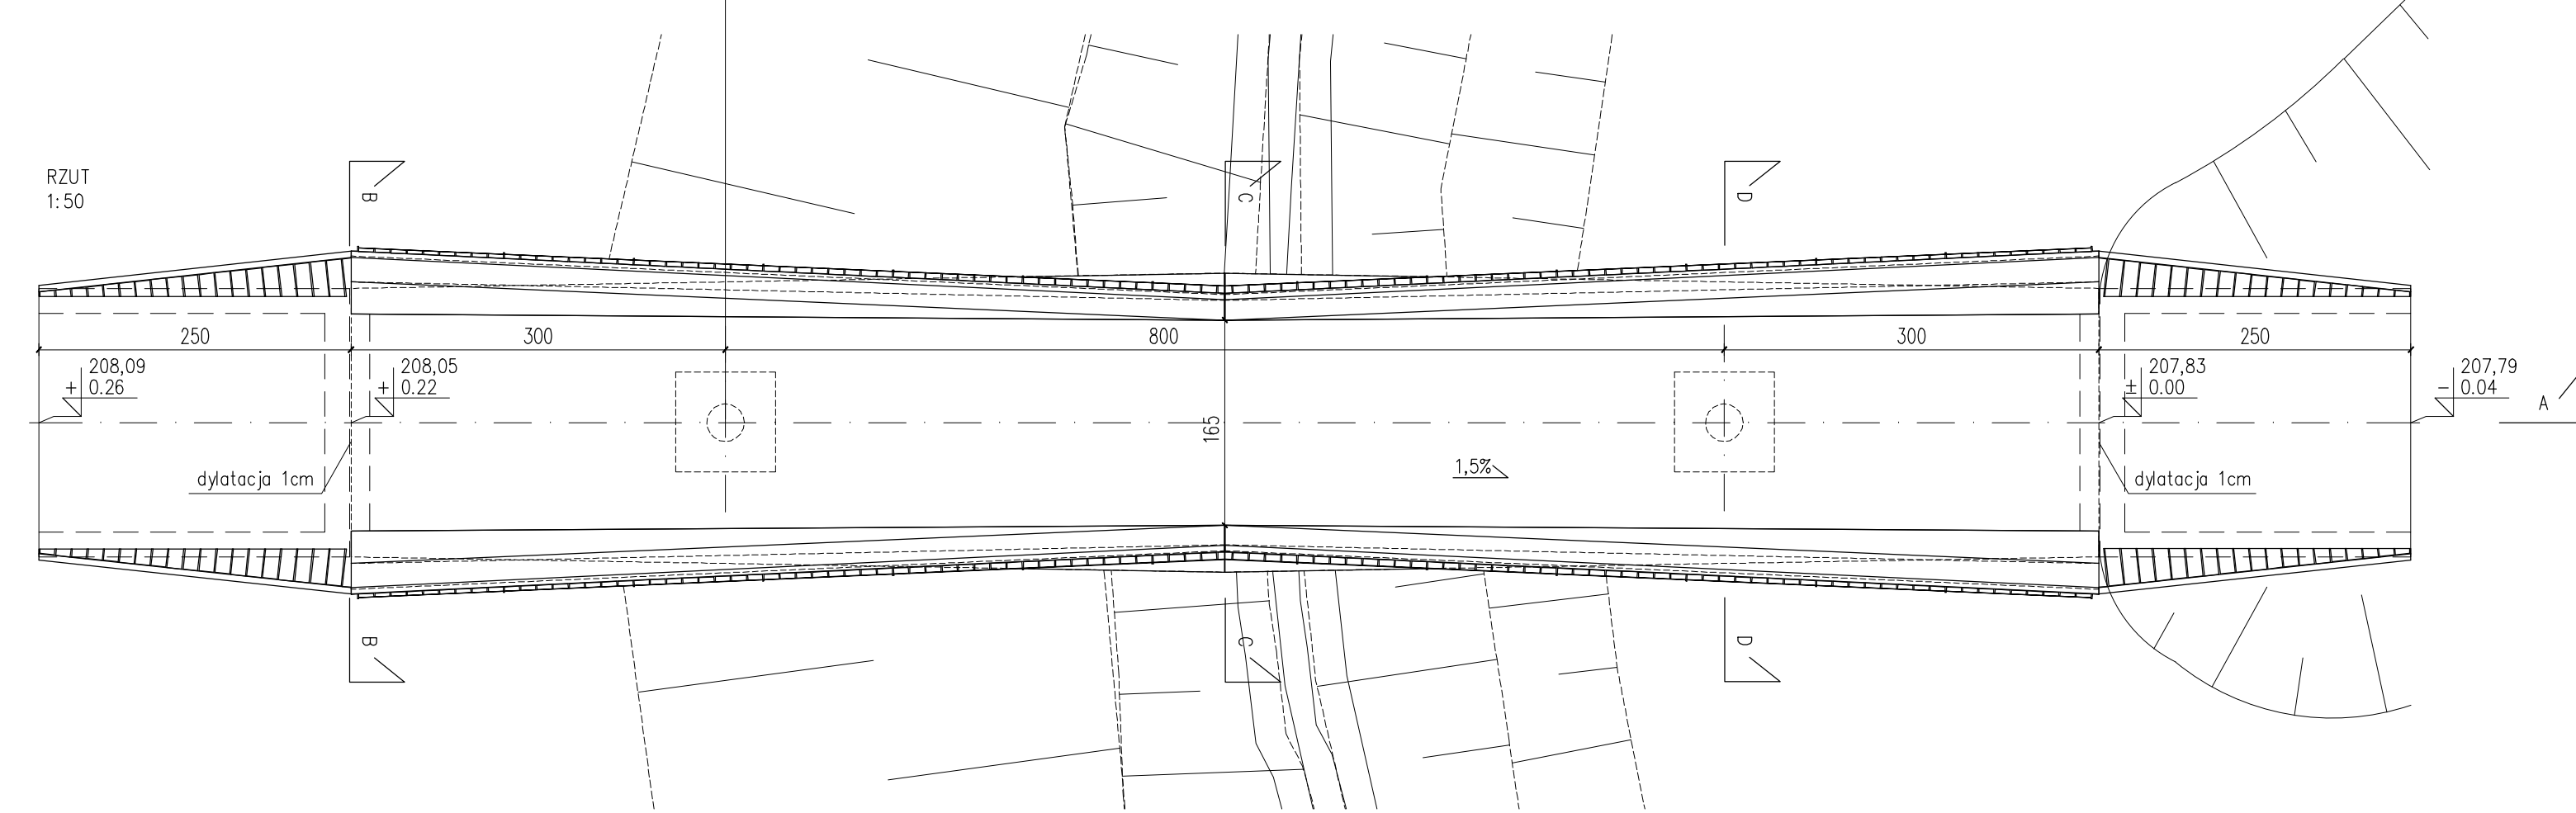 RZUT
1:50
B
C
D
250
300
800
300
250
208,09
+ 0.26
208,05
+ 0.22
207,83
± 0.00
207,79
- 0.04
A
165
1,5%
dylatacja 1cm
dylatacja 1cm
B
C
D